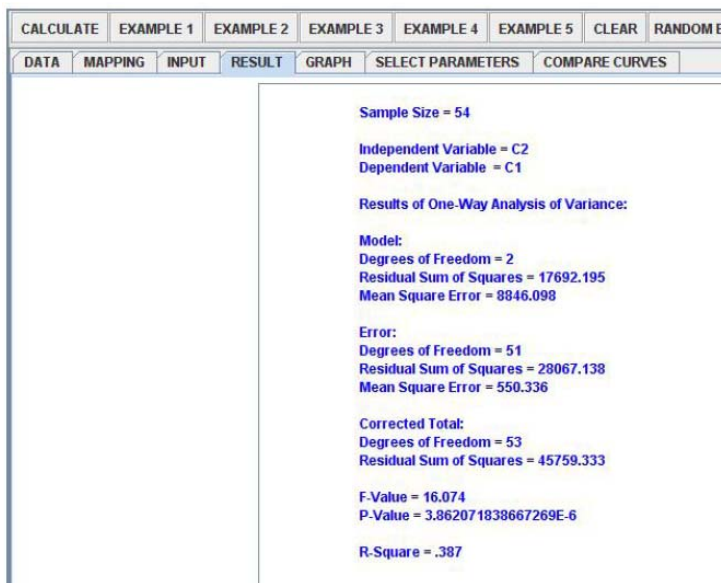 CALCULATE EXAMPLE 1 EXAMPLE 2 EXAMPLE 3 EXAMPLE 4 EXAMPLE 5 CLEAR RANDOM E
DATA MAPPING INPUT RESULT GRAPH SELECT PARAMETERS COMPARE CURVES
Sample Size = 54
Independent Variable = C2
Dependent Variable = C1
Results of One-Way Analysis of Variance:
Model:
Degrees of Freedom = 2
Residual Sum of Squares = 17692.195
Mean Square Error = 8846.098
Error:
Degrees of Freedom = 51
Residual Sum of Squares = 28067.138
Mean Square Error = 550.336
Corrected Total:
Degrees of Freedom = 53
Residual Sum of Squares = 45759.333
F-Value = 16.074
P-Value = 3.862071838667269E-6
R-Square = .387